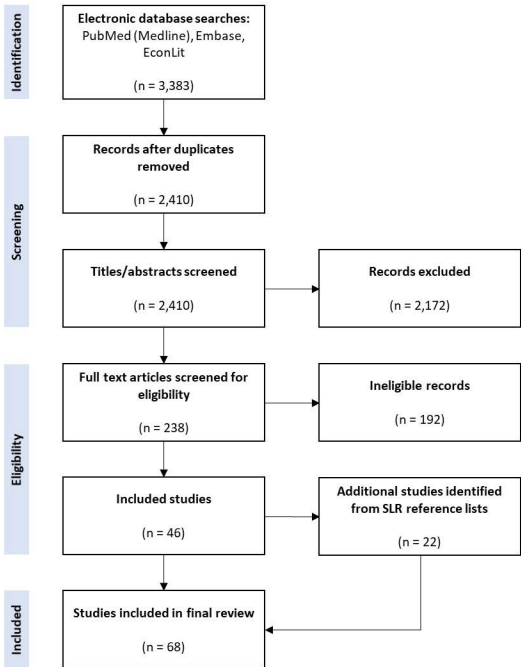 Identification
Electronic database searches:
PubMed (Medline), Embase,
EconLit
(n = 3,383)
Screening
Records after duplicates
removed
(n = 2,410)
Titles/abstracts screened
(n = 2,410)
Records excluded
(n = 2,172)
Eligibility
Full text articles screened for
eligibility
(n = 238)
Ineligible records
(n = 192)
Included studies
(n = 46)
Additional studies identified
from SLR reference lists
(n = 22)
Included
Studies included in final review
(n = 68)